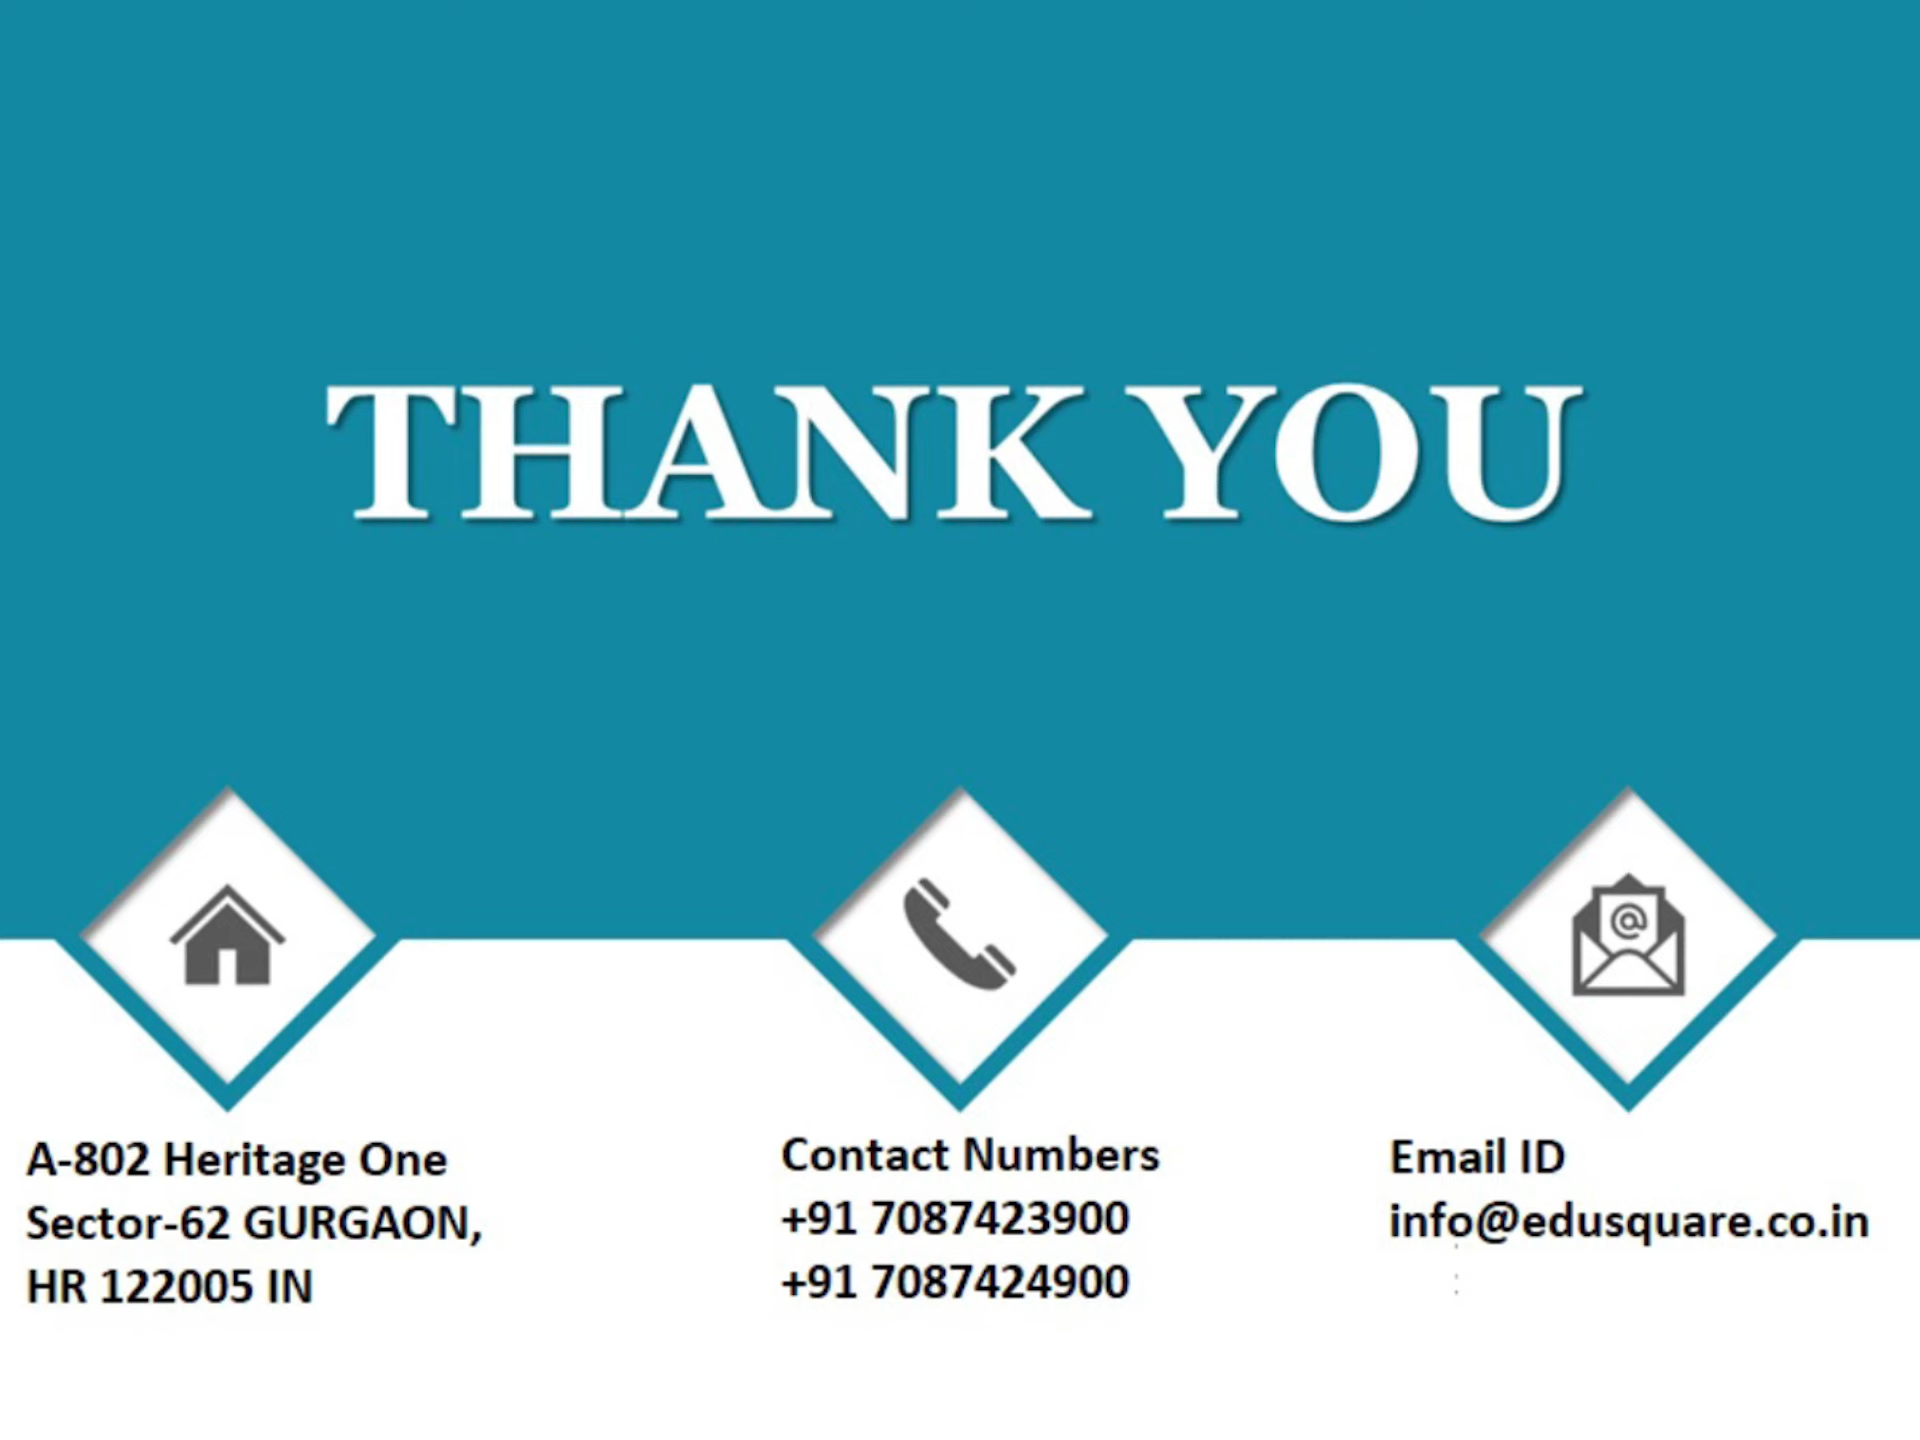 THANK YOU
A-802 Heritage One
Sector-62 GURGAON,
HR 122005 IN
Contact Numbers
+91 7087423900
+91 7087424900
Email ID
info@edusquare.co.in